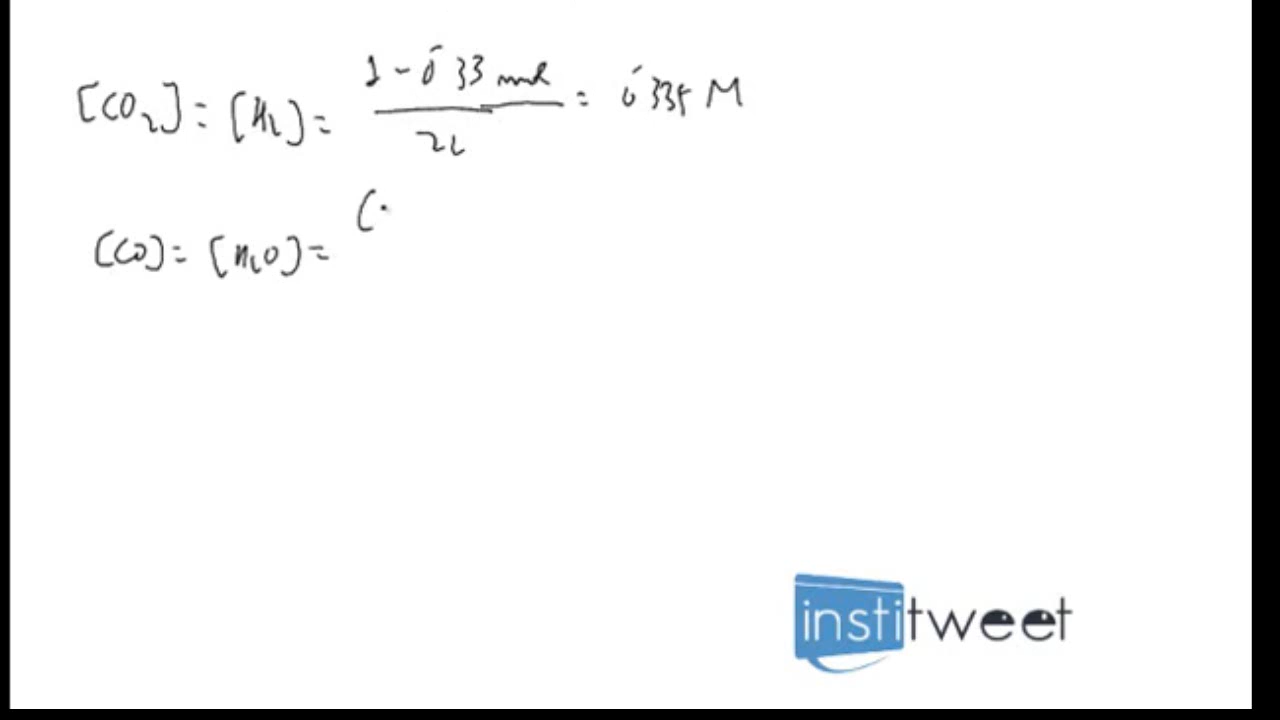 [CO₂] = [H₂] = (1 - 0'33 mol)/(2L) = 0'335 M
[CO] = [H₂O] = (·
institweet